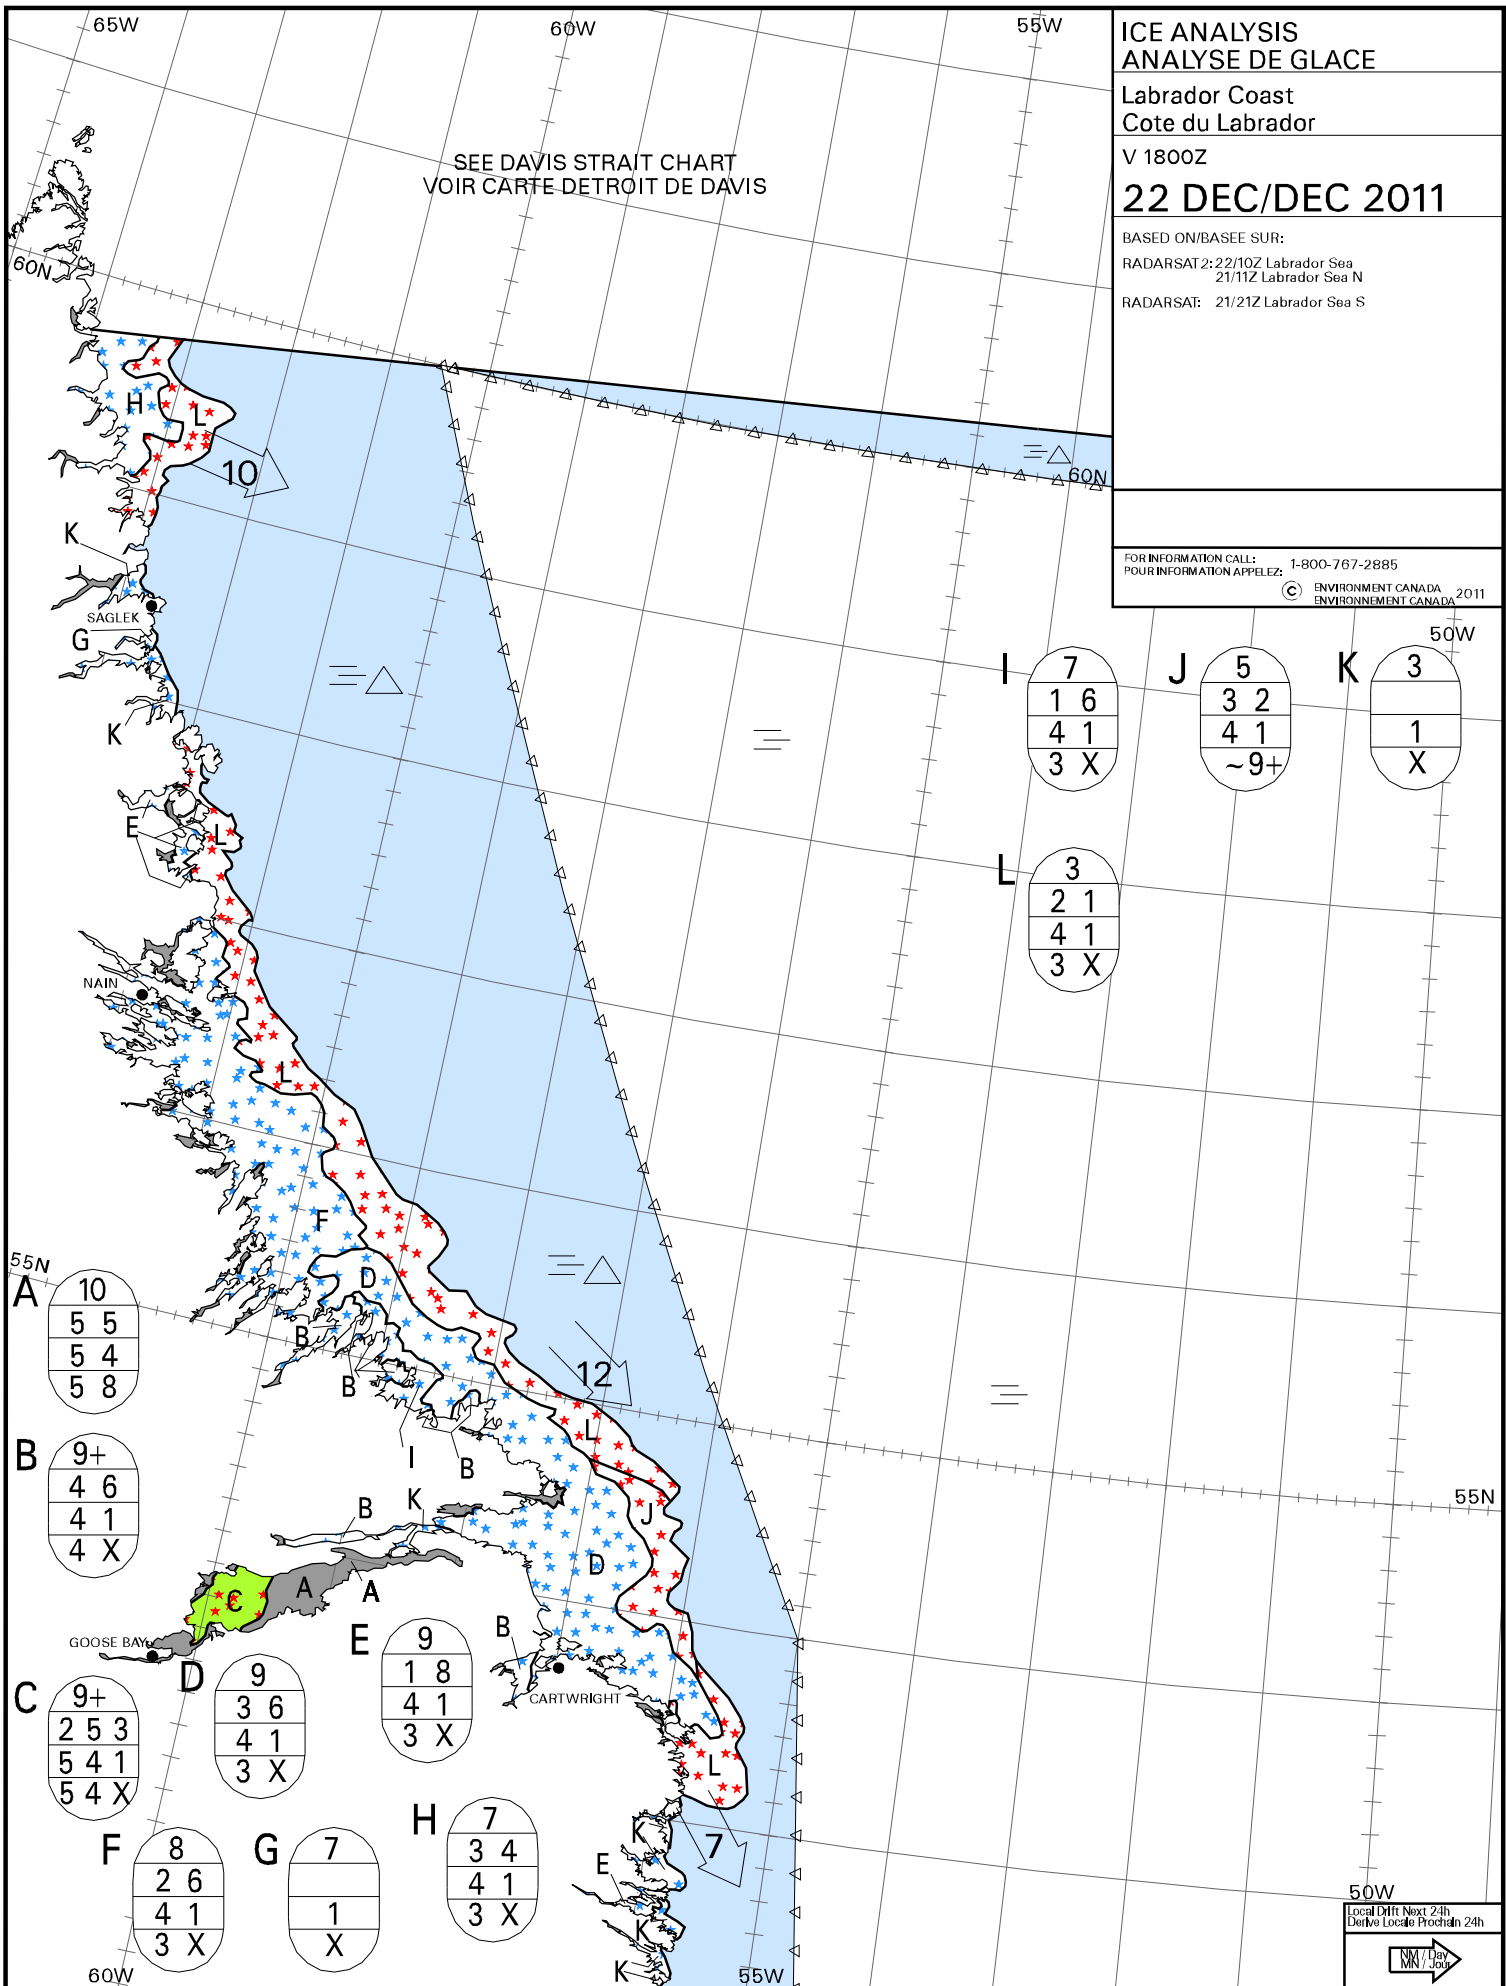 65W
60W
55W
ICE ANALYSIS
ANALYSE DE GLACE
Labrador Coast
Cote du Labrador
V 1800Z
22 DEC/DEC 2011
BASED ON/BASEE SUR:
RADARSAT2: 22/10Z Labrador Sea
21/11Z Labrador Sea N
RADARSAT: 21/21Z Labrador Sea S
SEE DAVIS STRAIT CHART
VOIR CARTE DETROIT DE DAVIS
60N
H
L
10
60N
FOR INFORMATION CALL: 1-800-767-2885
POUR INFORMATION APPELEZ:
© ENVIRONMENT CANADA 2011
ENVIRONNEMENT CANADA
K
SAGLEK
G
K
50W
I
7
1 6
4 1
3 X
J
5
3 2
4 1
~9+
K
3
1
X
E
L
L
3
2 1
4 1
3 X
NAIN
L
F
55N
D
B
B
12
A
10
5 5
5 4
5 8
L
I
B
B
9+
4 6
4 1
4 X
B
K
J
55N
D
C
A
A
GOOSE BAY
B
CARTWRIGHT
C
9+
2 5 3
5 4 1
5 4 X
D
9
3 6
4 1
3 X
E
9
1 8
4 1
3 X
L
F
8
2 6
4 1
3 X
G
7
1
X
H
7
3 4
4 1
3 X
K
7
E
K
K
50W
60W
55W
Local Drift Next 24h
Derive Locale Prochain 24h
NM / Day
MN / Jour